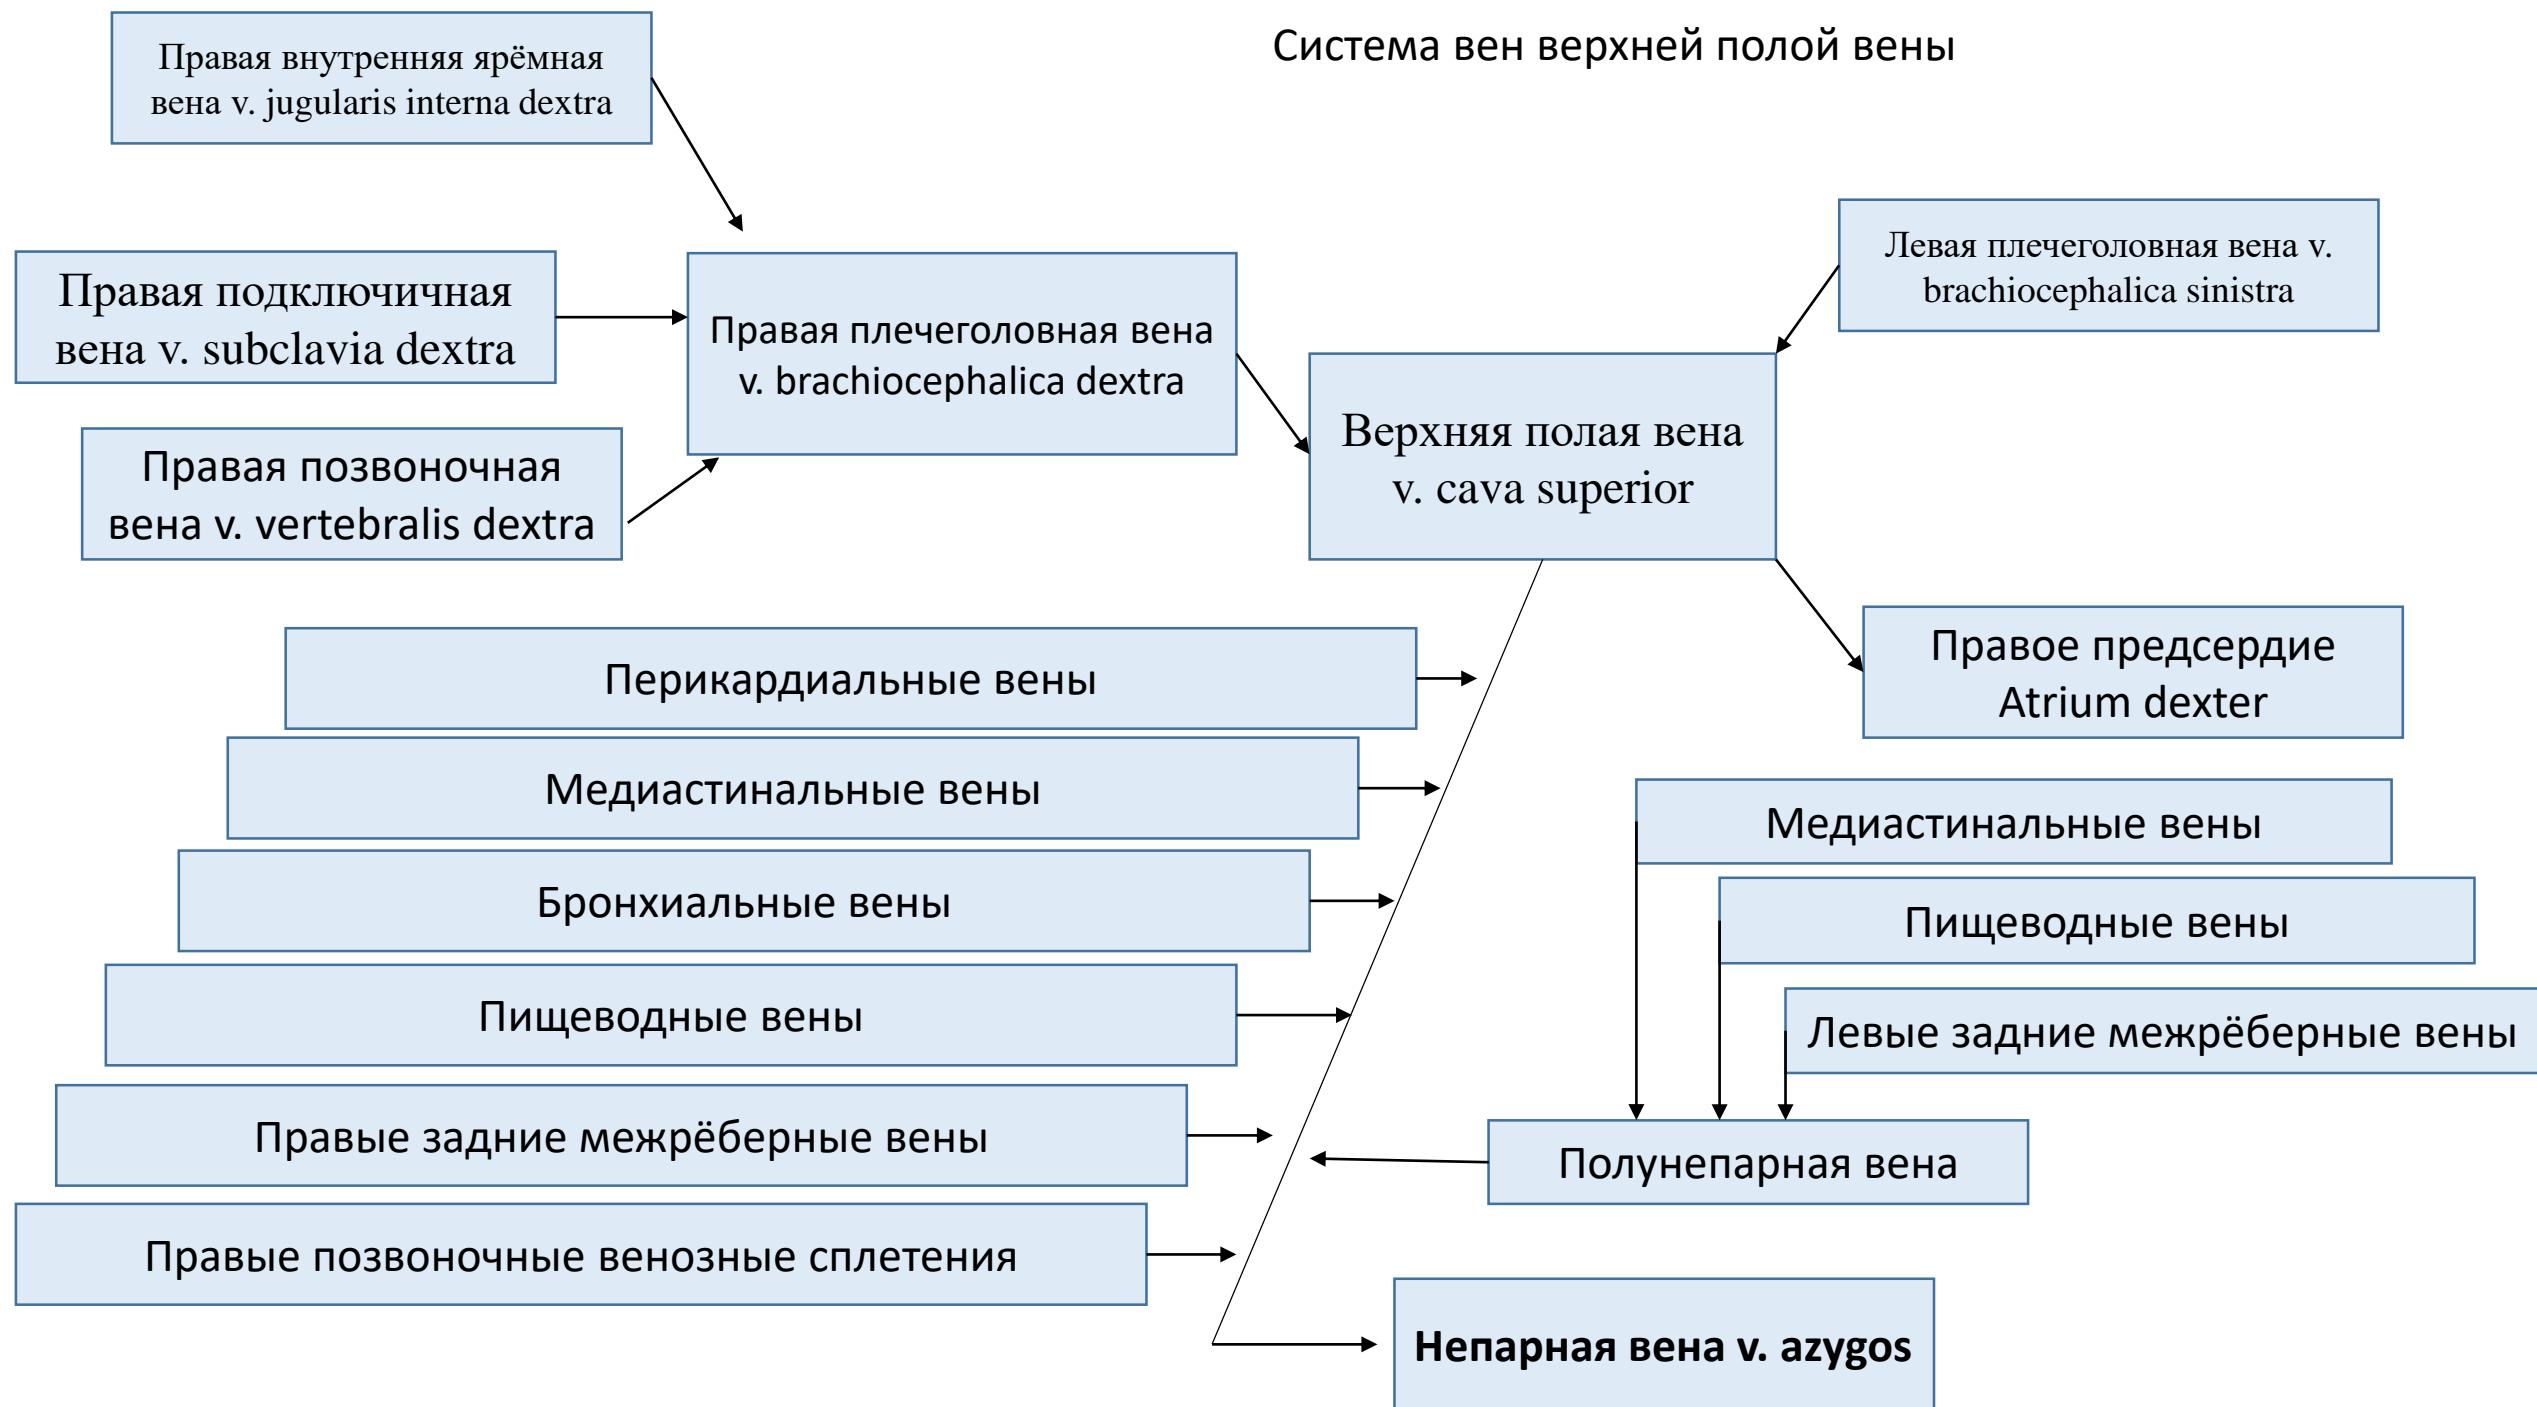 Система вен верхней полой вены
Правая внутренняя ярёмная
вена v. jugularis interna dextra
Правая подключичная
вена v. subclavia dextra
Правая плечеголовная вена
v. brachiocephalica dextra
Левая плечеголовная вена v.
brachiocephalica sinistra
Верхняя полая вена
v. cava superior
Правая позвоночная
вена v. vertebralis dextra
Правое предсердие
Atrium dexter
Перикардиальные вены
Медиастинальные вены
Бронхиальные вены
Пищеводные вены
Правые задние межрёберные вены
Правые позвоночные венозные сплетения
Медиастинальные вены
Пищеводные вены
Левые задние межрёберные вены
Полунепарная вена
Непарная вена v. azygos